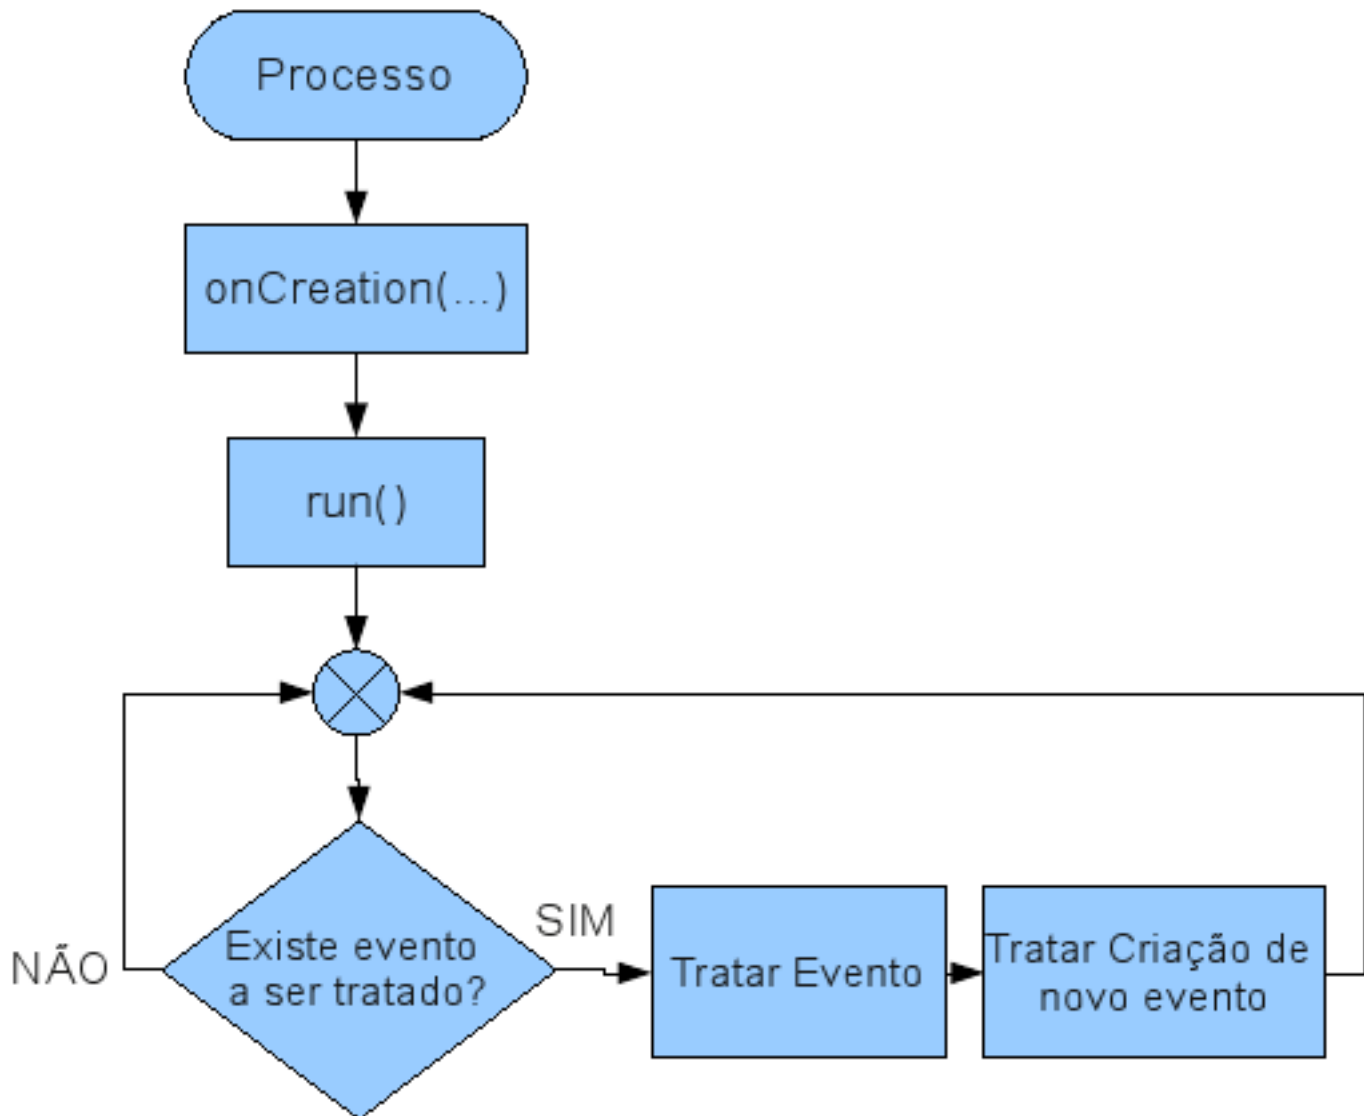 Processo
onCreation(...)
run()
SIM
NÃO
Existe evento
a ser tratado?
Tratar Evento
Tratar Criação de
novo evento